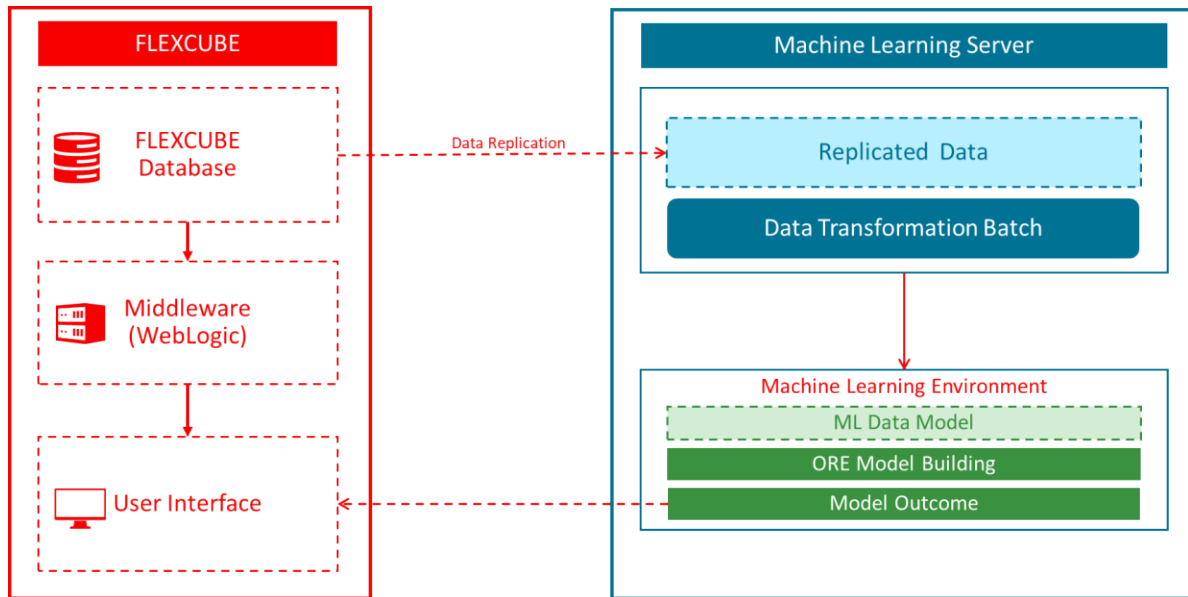 FLEXCUBE
FLEXCUBE
Database
Middleware
(WebLogic)
User Interface
Data Replication
Machine Learning Server
Replicated Data
Data Transformation Batch
Machine Learning Environment
ML Data Model
ORE Model Building
Model Outcome